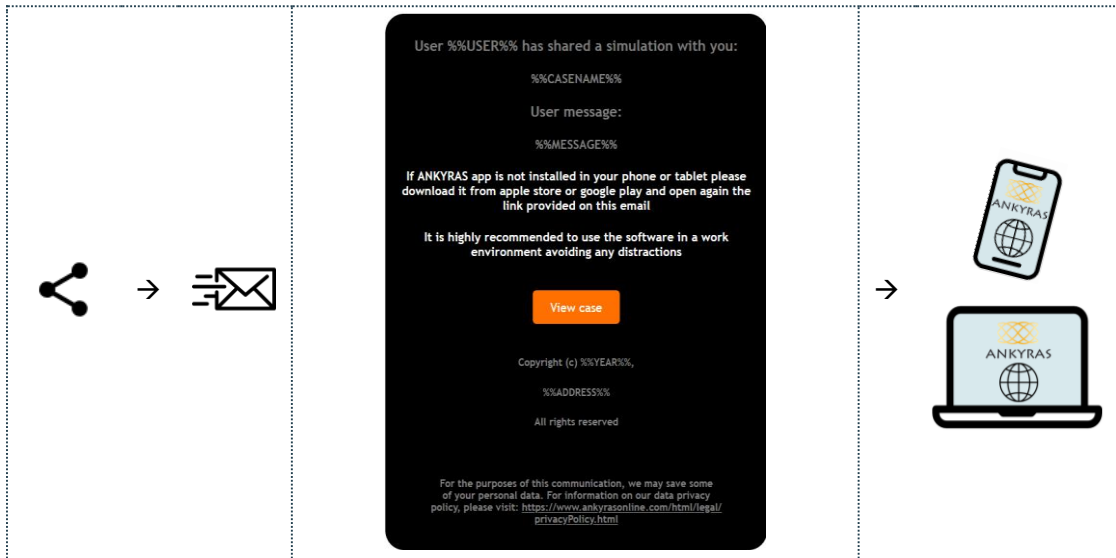 User %%USER%% has shared a simulation with you:
%%CASENAME%%
User message:
%%MESSAGE%%
If ANKYRAS app is not installed in your phone or tablet please
download it from apple store or google play and open again the
link provided on this email
It is highly recommended to use the software in a work
environment avoiding any distractions
View case
Copyright (c) %%YEAR%%,
%%ADDRESS%%
All rights reserved
For the purposes of this communication, we may save some
of your personal data. For information on our data privacy
policy, please visit: https://www.ankyrasonline.com/html/legal/
privacyPolicy.html
ANKYRAS
ANKYRAS